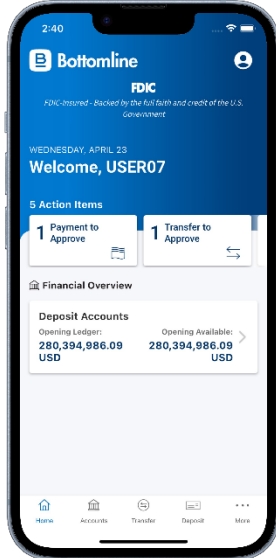 2:40
B Bottomline
FDIC
FDIC-Insured - Backed by the full faith and credit of the U.S.
Government
WEDNESDAY, APRIL 23
Welcome, USER07
5 Action Items
1 Payment to
Approve
1 Transfer to
Approve
Financial Overview
Deposit Accounts
Opening Ledger: Opening Available:
280,394,986.09 280,394,986.09
USD USD
Home Accounts Transfer Deposit More